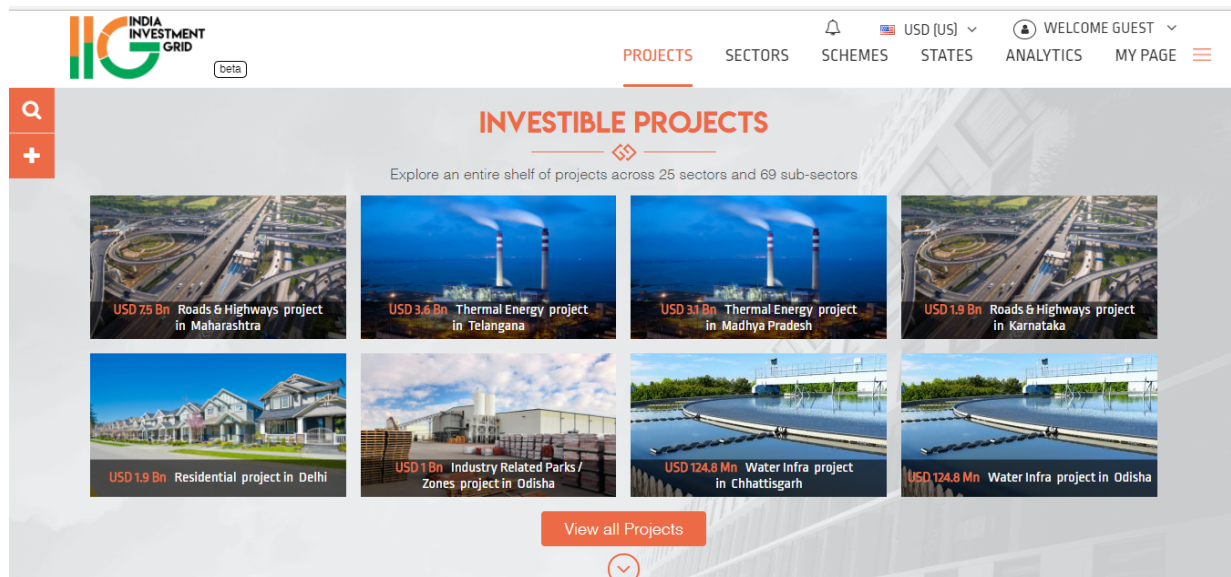 INDIA
INVESTMENT
GRID
beta
USD (US)
WELCOME GUEST
PROJECTS
SECTORS
SCHEMES
STATES
ANALYTICS
MY PAGE
INVESTIBLE PROJECTS
Explore an entire shelf of projects across 25 sectors and 69 sub-sectors
USD 7.5 Bn Roads & Highways project
in Maharashtra
USD 3.6 Bn Thermal Energy project
in Telangana
USD 3.1 Bn Thermal Energy project
in Madhya Pradesh
USD 1.9 Bn Roads & Highways project
in Karnataka
USD 1.9 Bn Residential project in Delhi
USD 1 Bn Industry Related Parks /
Zones project in Odisha
USD 124.8 Mn Water Infra project
in Chhattisgarh
USD 124.8 Mn Water Infra project in Odisha
View all Projects